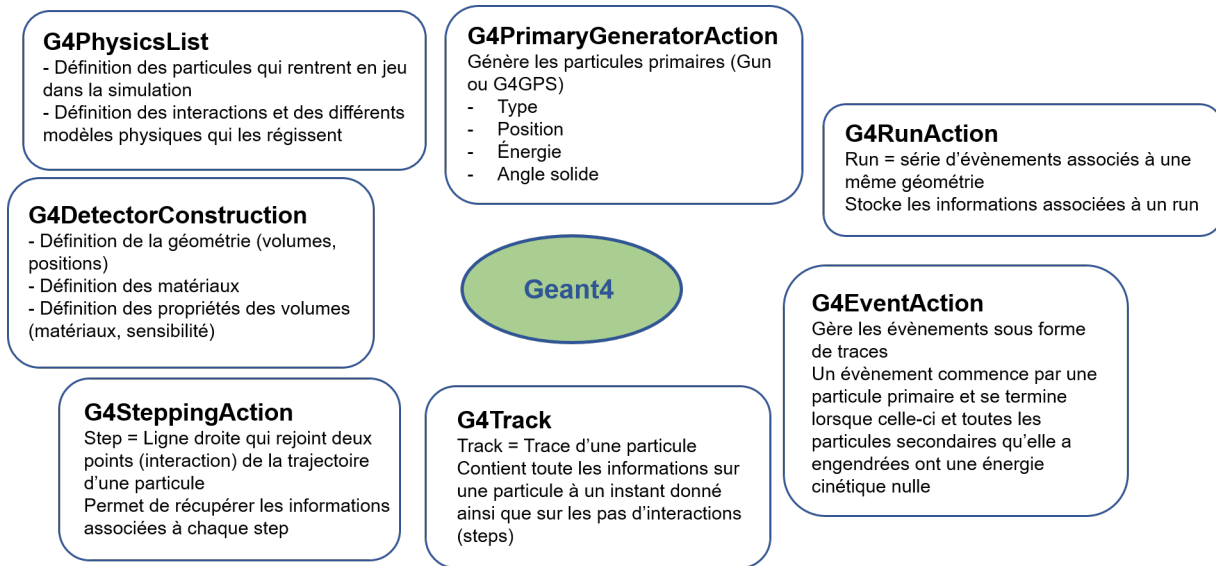 G4PhysicsList
- Définition des particules qui rentrent en jeu
dans la simulation
- Définition des interactions et des différents
modèles physiques qui les régissent
G4PrimaryGeneratorAction
Génère les particules primaires (Gun
ou G4GPS)
- Type
- Position
- Énergie
- Angle solide
G4RunAction
Run = série d'évènements associés à une
même géométrie
Stocke les informations associées à un run
G4DetectorConstruction
- Définition de la géométrie (volumes,
positions)
- Définition des matériaux
- Définition des propriétés des volumes
(matériaux, sensibilité)
Geant4
G4EventAction
Gère les évènements sous forme
de traces
Un évènement commence par une
particule primaire et se termine
lorsque celle-ci et toutes les
particules secondaires qu'elle a
engendrées ont une énergie
cinétique nulle
G4SteppingAction
Step = Ligne droite qui rejoint deux
points (interaction) de la trajectoire
d'une particule
Permet de récupérer les informations
associées à chaque step
G4Track
Track = Trace d'une particule
Contient toute les informations sur
une particule à un instant donné
ainsi que sur les pas d'interactions
(steps)